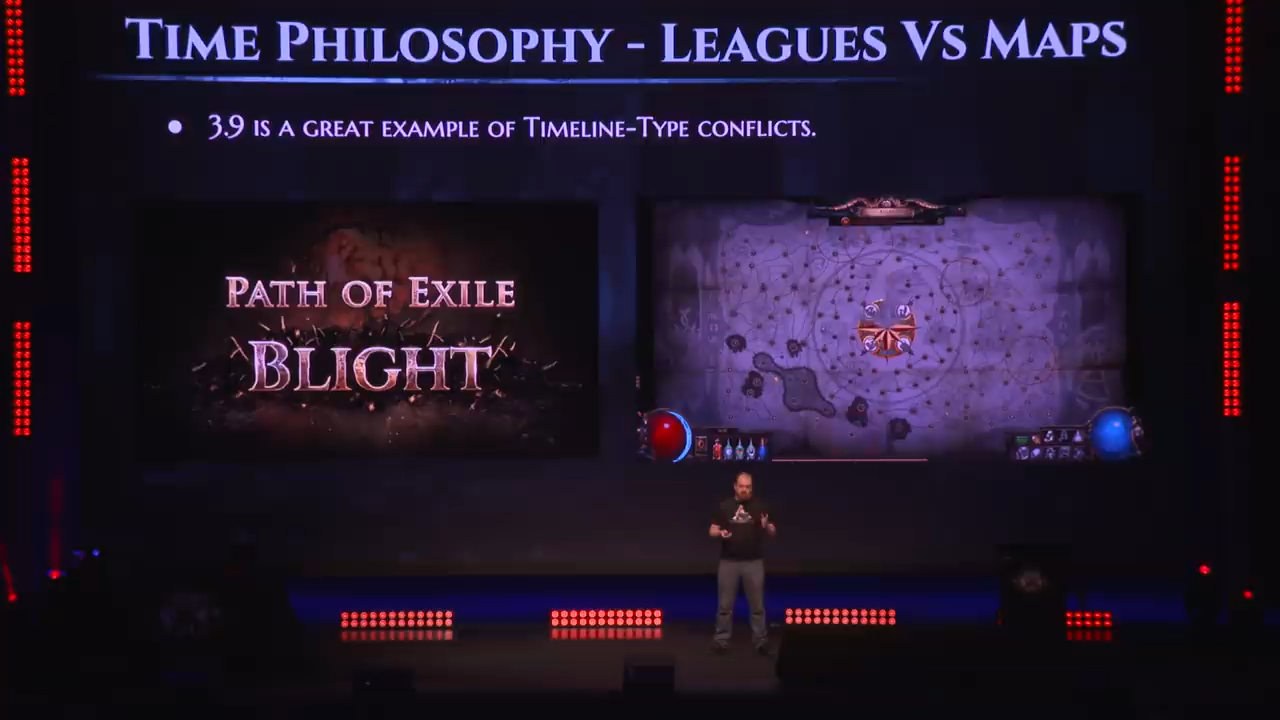 Time Philosophy - Leagues Vs Maps
● 3.9 is a great example of Timeline-Type conflicts.
Path of Exile
Blight